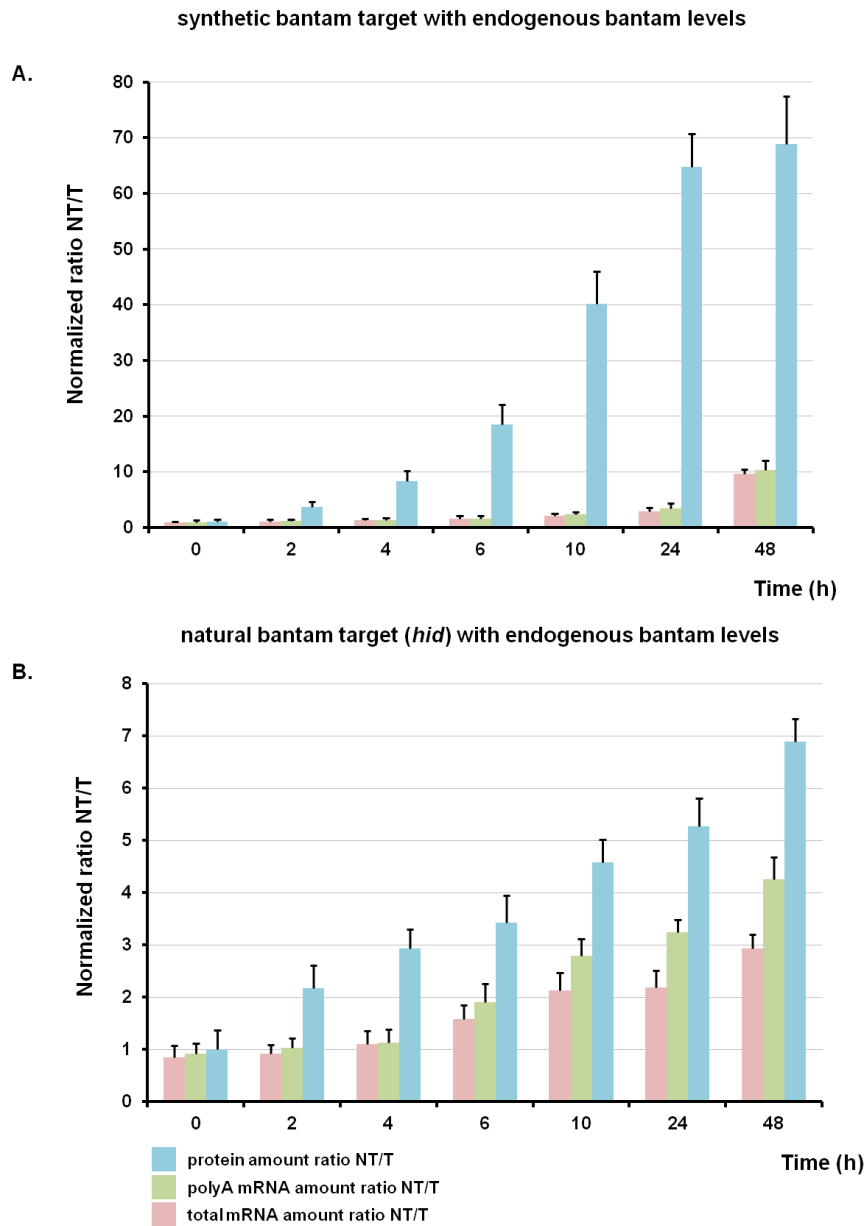 synthetic bantam target with endogenous bantam levels
A.
Normalized ratio NT/T
80
70
60
50
40
30
20
10
0
0 2 4 6 10 24 48
Time (h)
natural bantam target (hid) with endogenous bantam levels
B.
Normalized ratio NT/T
8
7
6
5
4
3
2
1
0
0 2 4 6 10 24 48
Time (h)
protein amount ratio NT/T
polyA mRNA amount ratio NT/T
total mRNA amount ratio NT/T